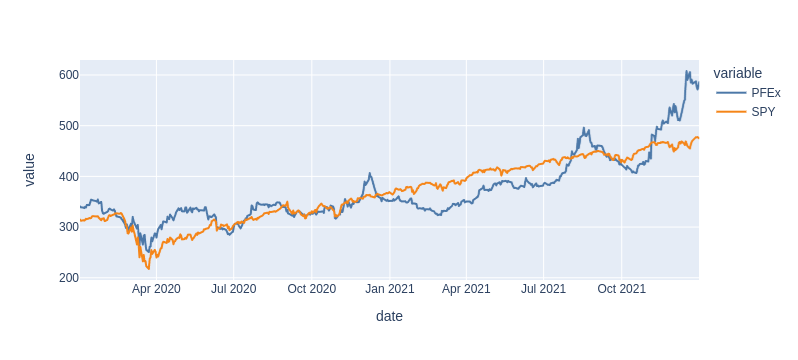 variable
PFEx
SPY
value
600
500
400
300
200
Apr 2020
Jul 2020
Oct 2020
Jan 2021
Apr 2021
Jul 2021
Oct 2021
date